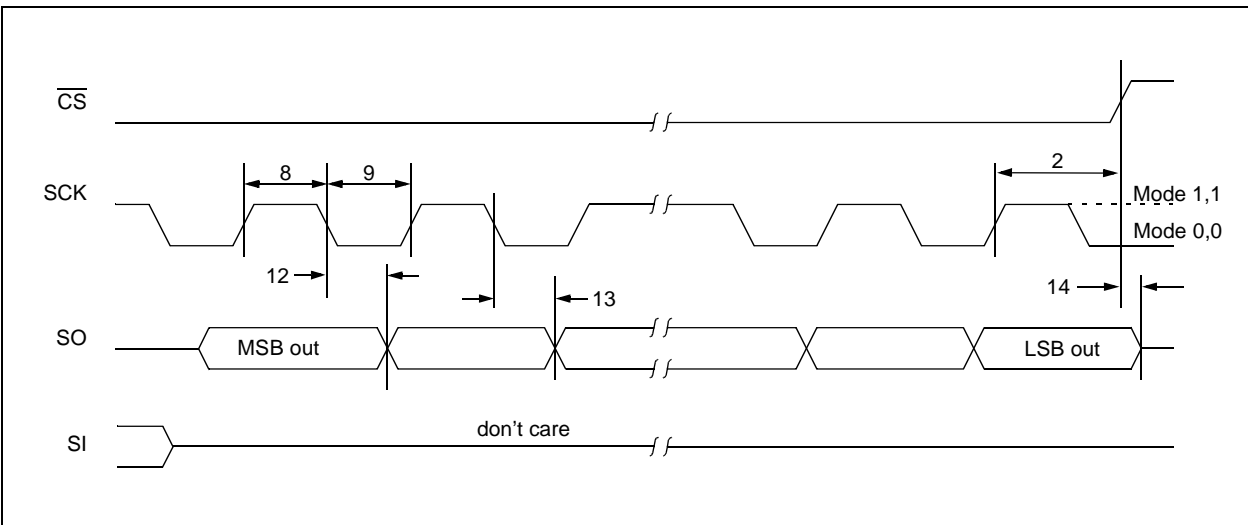 CS
2
8
9
SCK
Mode 1,1
Mode 0,0
12
14
13
SO
MSB out
LSB out
don't care
SI